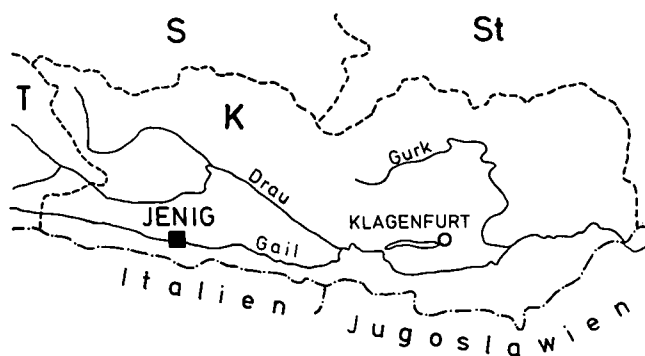 S
St
T
K
Gurk
Drau
JENIG
KLAGENFURT
Gail
Italien
Jugoslawien